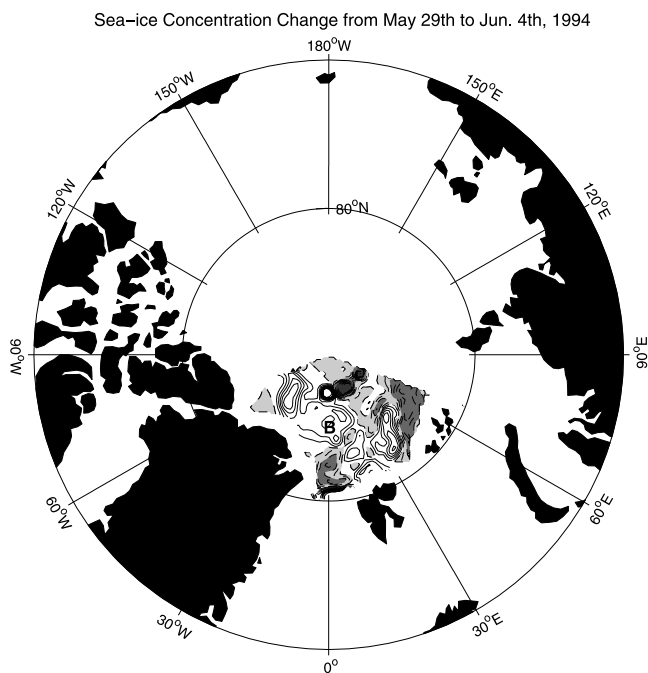 Sea−ice Concentration Change from May 29th to Jun. 4th, 1994
180°W
150°W
150°E
120°W
120°E
80°N
90°W
90°E
B
60°W
60°E
30°W
30°E
0°